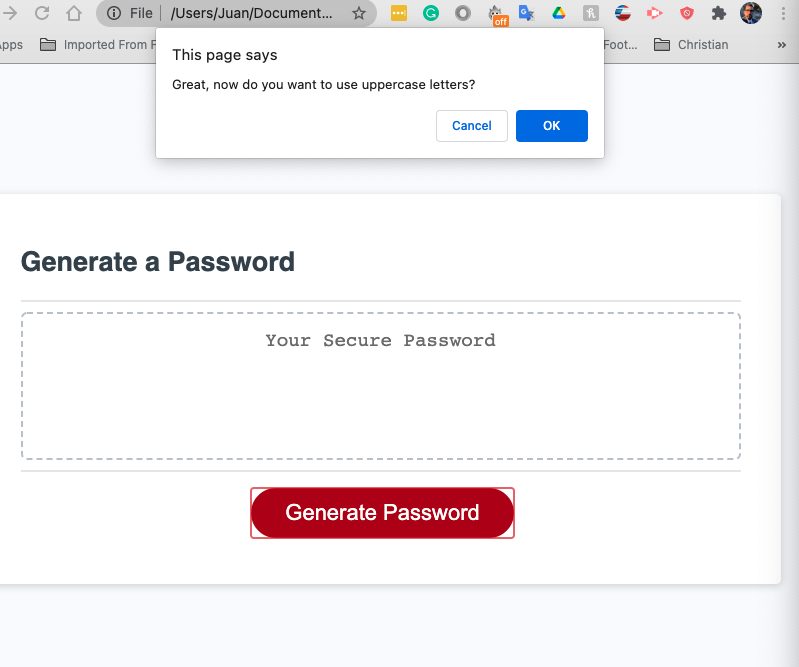 File /Users/Juan/Document...
off
pps Imported From F Foot... Christian »
This page says
Great, now do you want to use uppercase letters?
Cancel OK
Generate a Password
Your Secure Password
Generate Password